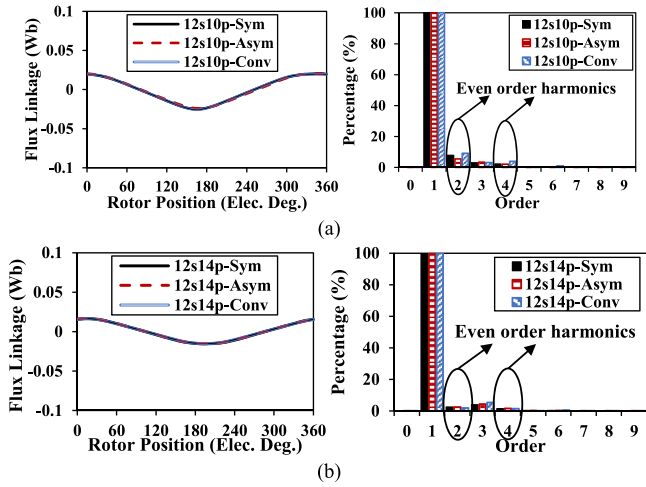 0.1
0.05
0
-0.05
-0.1
Flux Linkage (Wb)
12s10p-Sym
12s10p-Asym
12s10p-Conv
0 60 120 180 240 300 360
Rotor Position (Elec. Deg.)
100
80
60
40
20
0
Percentage (%)
12s10p-Sym
12s10p-Asym
12s10p-Conv
Even order harmonics
0 1 2 3 4 5 6 7 8 9
Order
(a)
0.1
0.05
0
-0.05
-0.1
Flux Linkage (Wb)
12s14p-Sym
12s14p-Asym
12s14p-Conv
0 60 120 180 240 300 360
Rotor Position (Elec. Deg.)
100
80
60
40
20
0
Percentage (%)
12s14p-Sym
12s14p-Asym
12s14p-Conv
Even order harmonics
0 1 2 3 4 5 6 7 8 9
Order
(b)